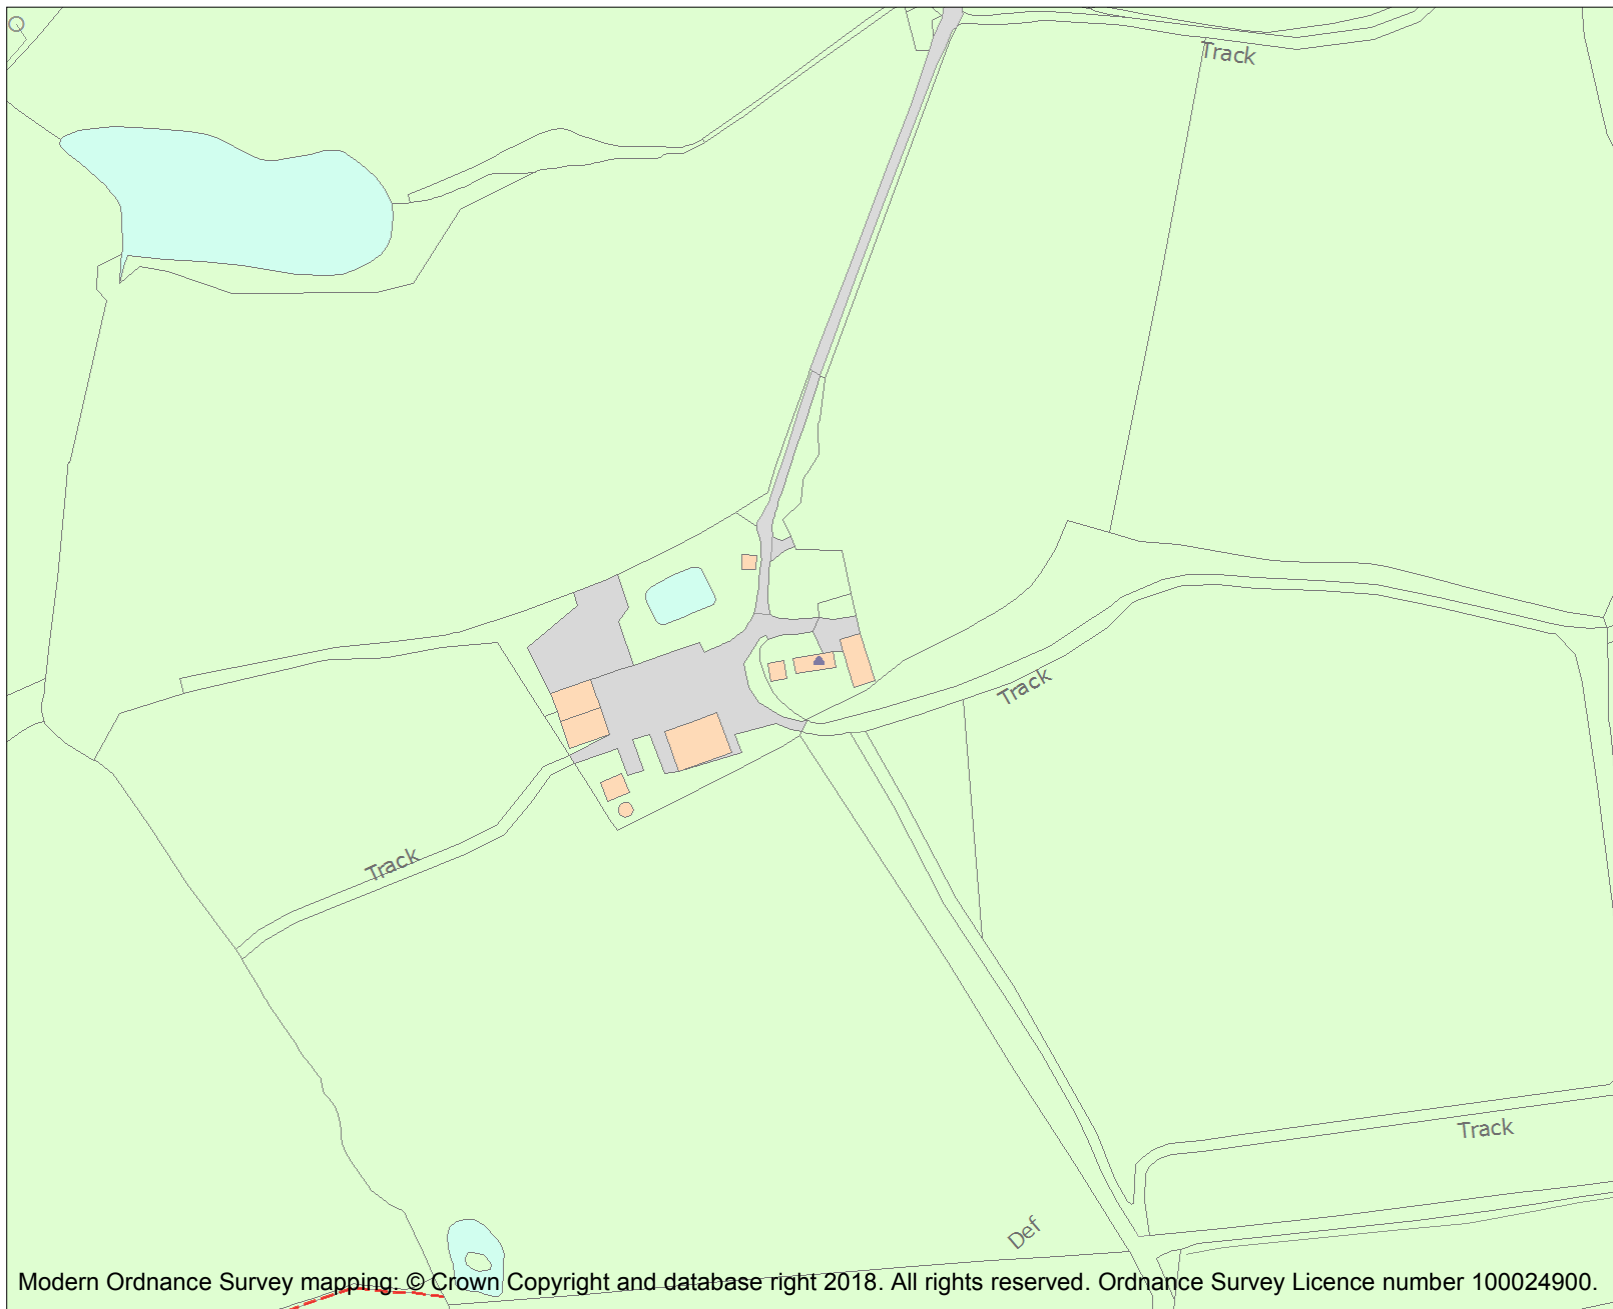 Track
Track
Track
Track
Def
Modern Ordnance Survey mapping: © Crown Copyright and database right 2018. All rights reserved. Ordnance Survey Licence number 100024900.